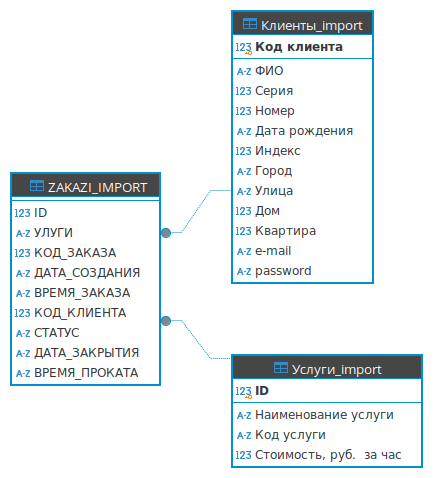 Клиенты_import
123 Код клиента
A-Z ФИО
123 Серия
123 Номер
A-Z Дата рождения
123 Индекс
A-Z Город
A-Z Улица
123 Дом
123 Квартира
A-Z e-mail
A-Z password
ZAKAZI_IMPORT
123 ID
A-Z УЛУГИ
123 КОД_ЗАКАЗА
A-Z ДАТА_СОЗДАНИЯ
A-Z ВРЕМЯ_ЗАКАЗА
123 КОД_КЛИЕНТА
A-Z СТАТУС
A-Z ДАТА_ЗАКРЫТИЯ
A-Z ВРЕМЯ_ПРОКАТА
Услуги_import
123 ID
A-Z Наименование услуги
A-Z Код услуги
123 Стоимость, руб. за час